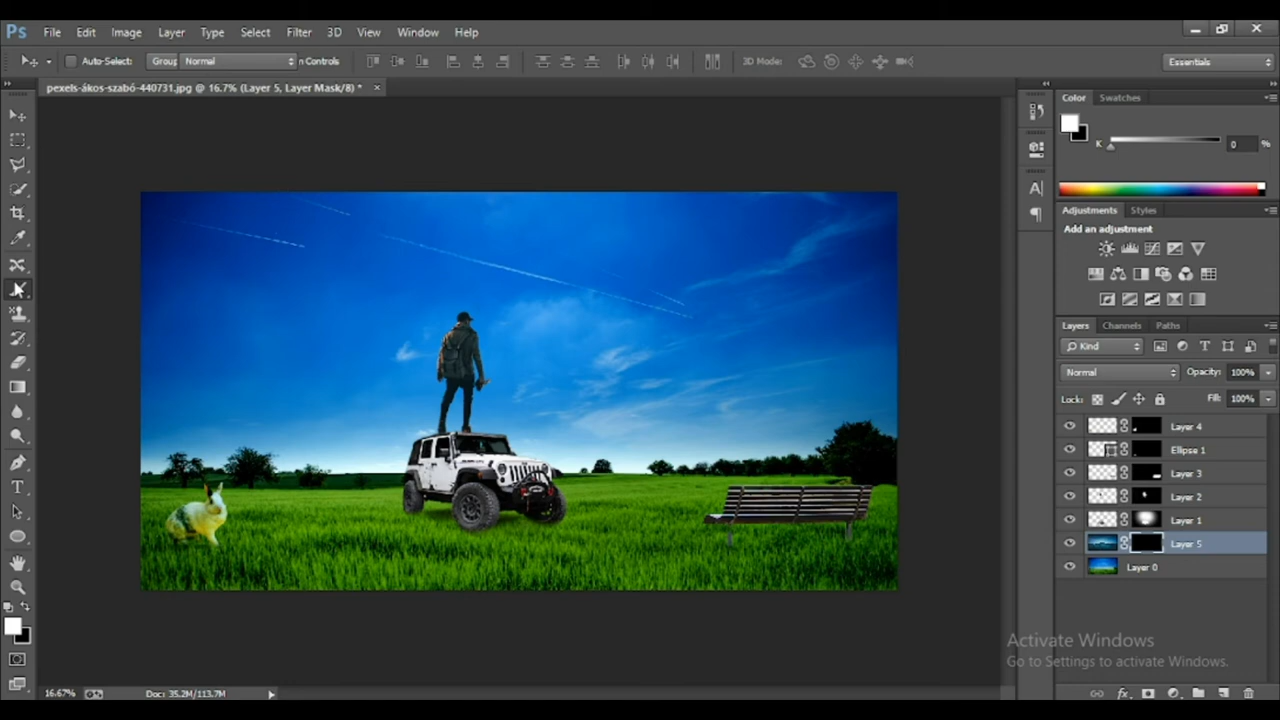 Ps File Edit Image Layer Type Select Filter 3D View Window Help
Auto-Select: Group Normal n Controls 3D Mode: Essentials
pexels-ákos-szabó-440731.jpg @ 16.7% (Layer 5, Layer Mask/8) *
Color Swatches
K 0 %
Adjustments Styles
Add an adjustment
Layers Channels Paths
Kind
Normal Opacity: 100%
Lock: Fill: 100%
Layer 4
Ellipse 1
Layer 3
Layer 2
Layer 1
Layer 5
Layer 0
Activate Windows
Go to Settings to activate Windows.
16.67% Doc: 35.2M/113.7M